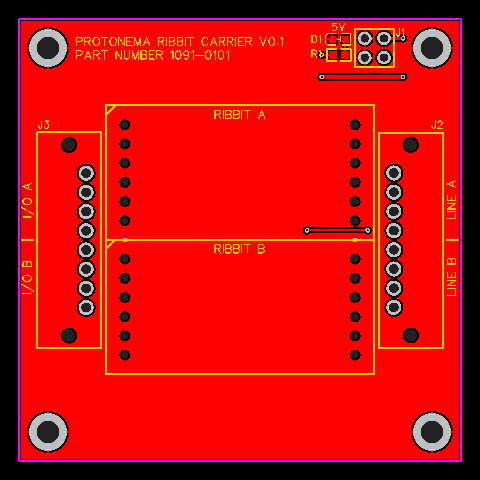 PROTONEMA RIBBIT CARRIER V0.1
PART NUMBER 1091-0101
5V
D1
J1
R1
RIBBIT A
J3
J2
I/O A
LINE A
RIBBIT B
I/O B
LINE B